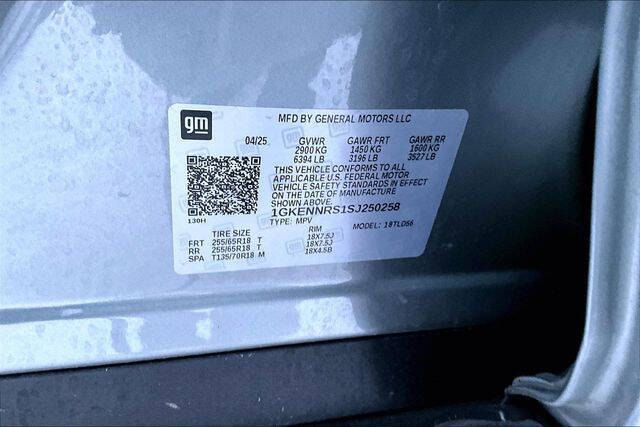 gm
MFD BY GENERAL MOTORS LLC
04/25 GVWR GAWR FRT GAWR RR
2900 KG 1450 KG 1600 KG
6394 LB 3196 LB 3527 LB
THIS VEHICLE CONFORMS TO ALL
APPLICABLE U.S. FEDERAL MOTOR
VEHICLE SAFETY STANDARDS IN EFFECT
ON THE DATE OF MANUFACTURE SHOWN ABOVE.
1GKENNRS1SJ250258
130H TYPE: MPV MODEL: 18TLD56
TIRE SIZE RIM
FRT 255/65R18 T 18X7.5J
RR 255/65R18 T 18X7.5J
SPA T135/70R18 M 18X4.5B